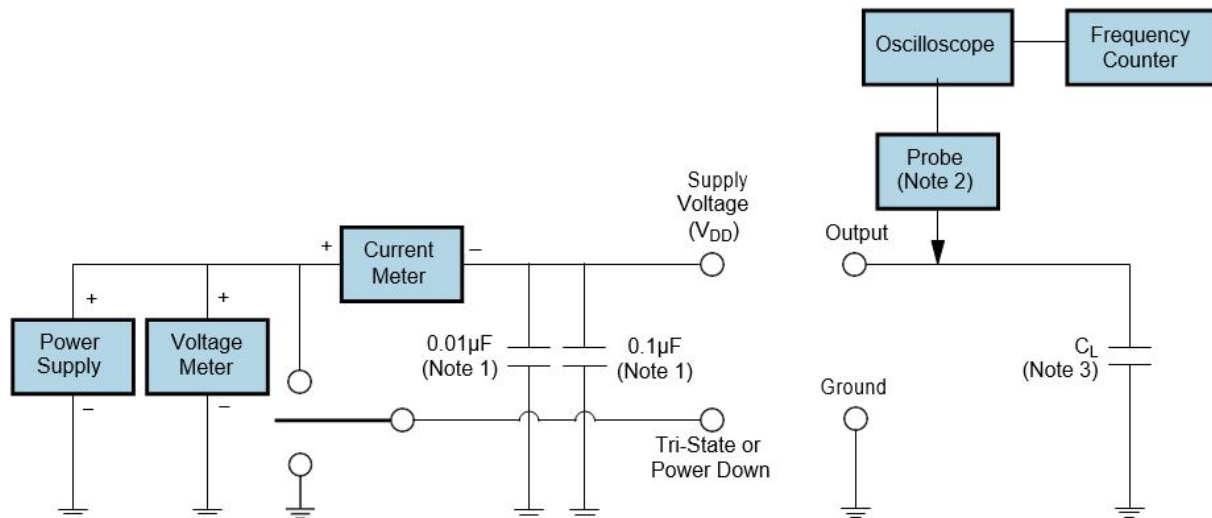 Oscilloscope
Frequency
Counter
Probe
(Note 2)
Supply
Voltage
(VDD)
Output
+
Current
Meter
–
+
Power
Supply
–
+
Voltage
Meter
–
0.01µF
(Note 1)
0.1µF
(Note 1)
CL
(Note 3)
Ground
Tri-State or
Power Down